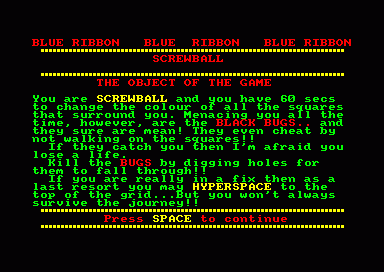 BLUE RIBBON BLUE RIBBON BLUE RIBBON
SCREWBALL
THE OBJECT OF THE GAME
You are SCREWBALL and you have 60 secs
to change the colour of all the squares
that surround you. Menacing you all the
time, however, are the BLACK BUGS.. and
they sure are mean! They even cheat by
not walking on the squares!!
If they catch you then I'm afraid you
lose a life.
Kill the BUGS by digging holes for
them to fall through!!
If you are really in a fix then as a
last resort you may HYPERSPACE to the
top of the grid...But you won't always
survive the journey!!
Press SPACE to continue